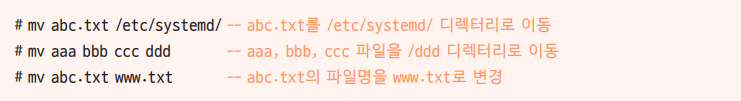 # mv abc.txt /etc/systemd/ -- abc.txt를 /etc/systemd/ 디렉터리로 이동
# mv aaa bbb ccc ddd -- aaa, bbb, ccc 파일을 /ddd 디렉터리로 이동
# mv abc.txt www.txt -- abc.txt의 파일명을 www.txt로 변경